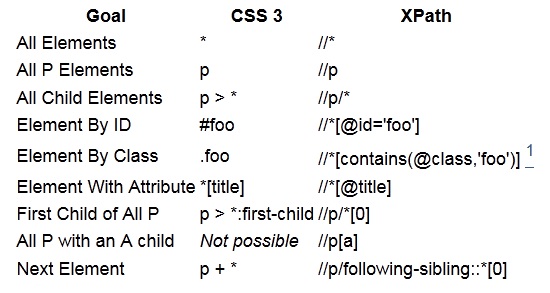 Goal CSS 3 XPath
All Elements * //*
All P Elements p //p
All Child Elements p > * //p/*
Element By ID #foo //*[@id='foo']
Element By Class .foo //*[contains(@class,'foo')] 1
Element With Attribute *[title] //*[@title]
First Child of All P p > *:first-child //p/*[0]
All P with an A child Not possible //p[a]
Next Element p + * //p/following-sibling::*[0]